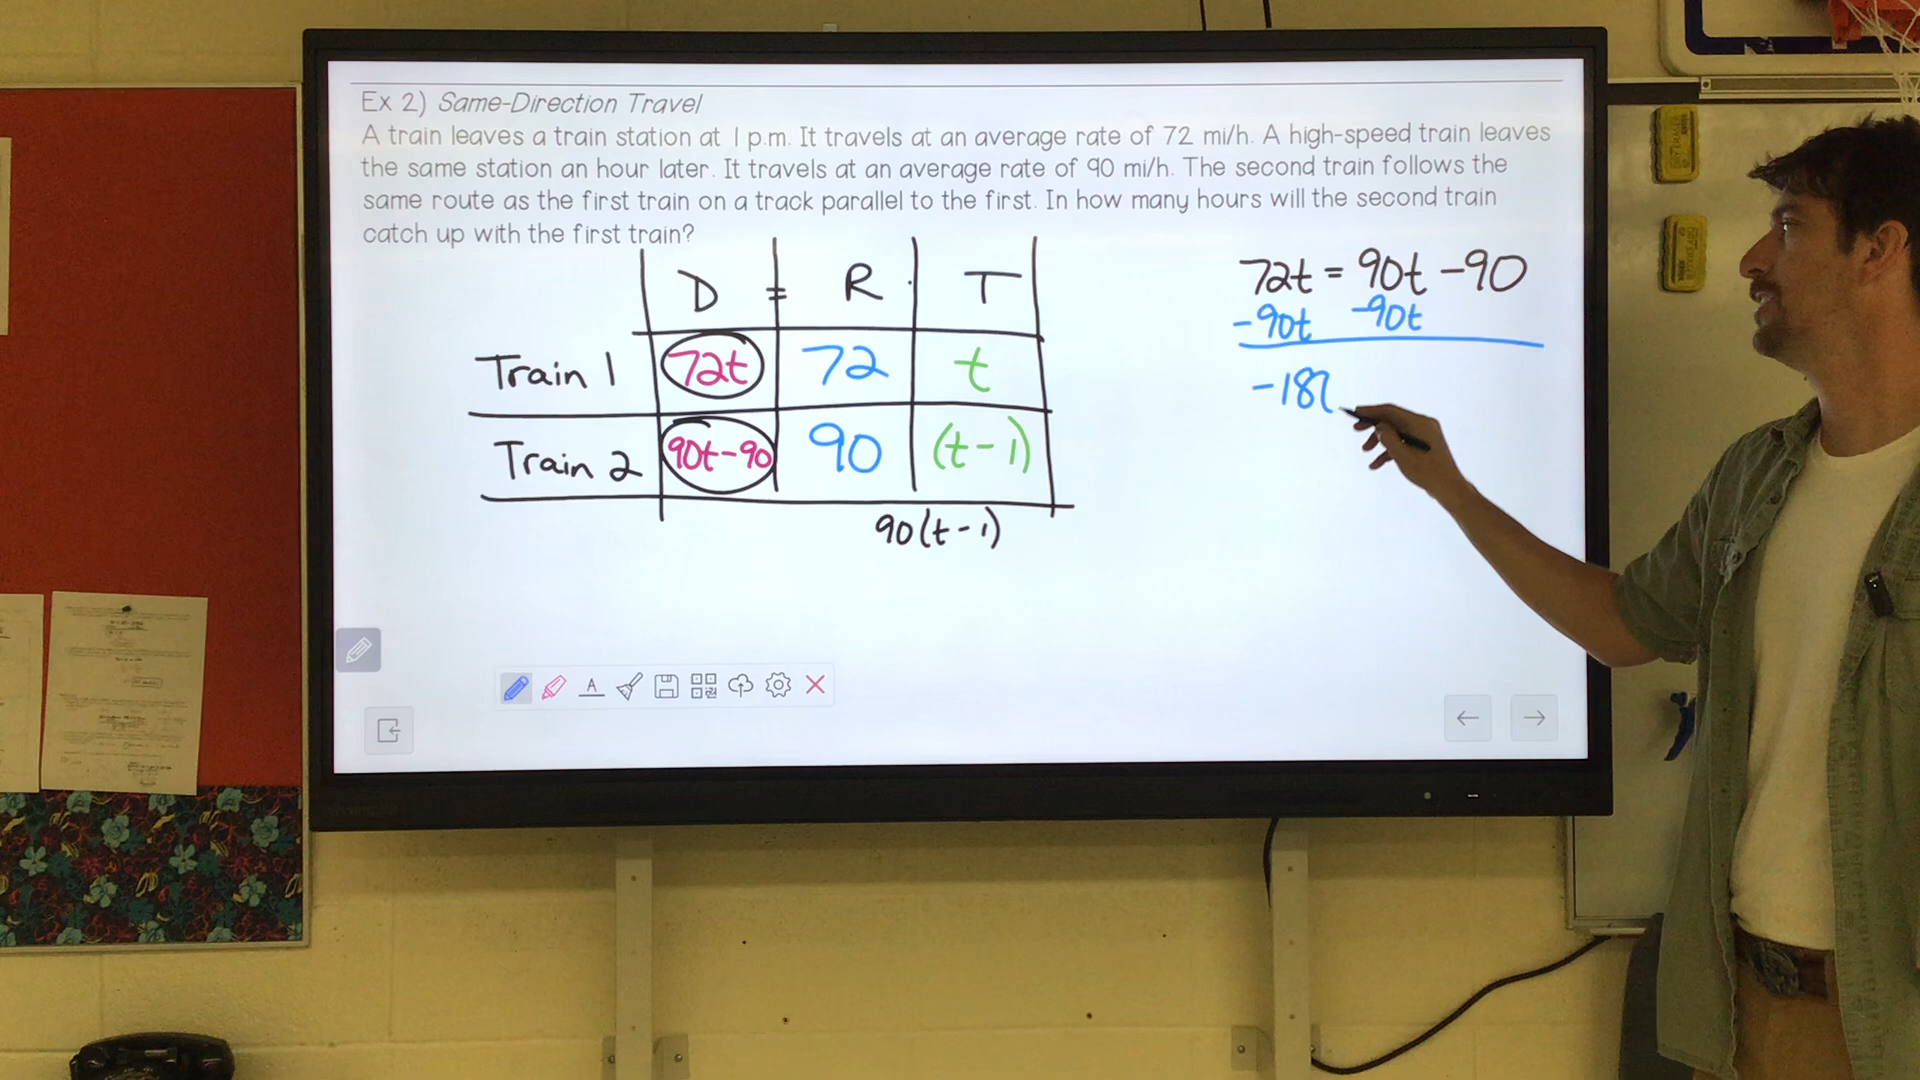 Ex 2) Same-Direction Travel
A train leaves a train station at 1 p.m. It travels at an average rate of 72 mi/h. A high-speed train leaves
the same station an hour later. It travels at an average rate of 90 mi/h. The second train follows the
same route as the first train on a track parallel to the first. In how many hours will the second train
catch up with the first train?
D = R · T
Train 1 72t 72 t
Train 2 90t-90 90 (t-1)
90(t-1)
72t = 90t -90
-90t -90t
-18
A